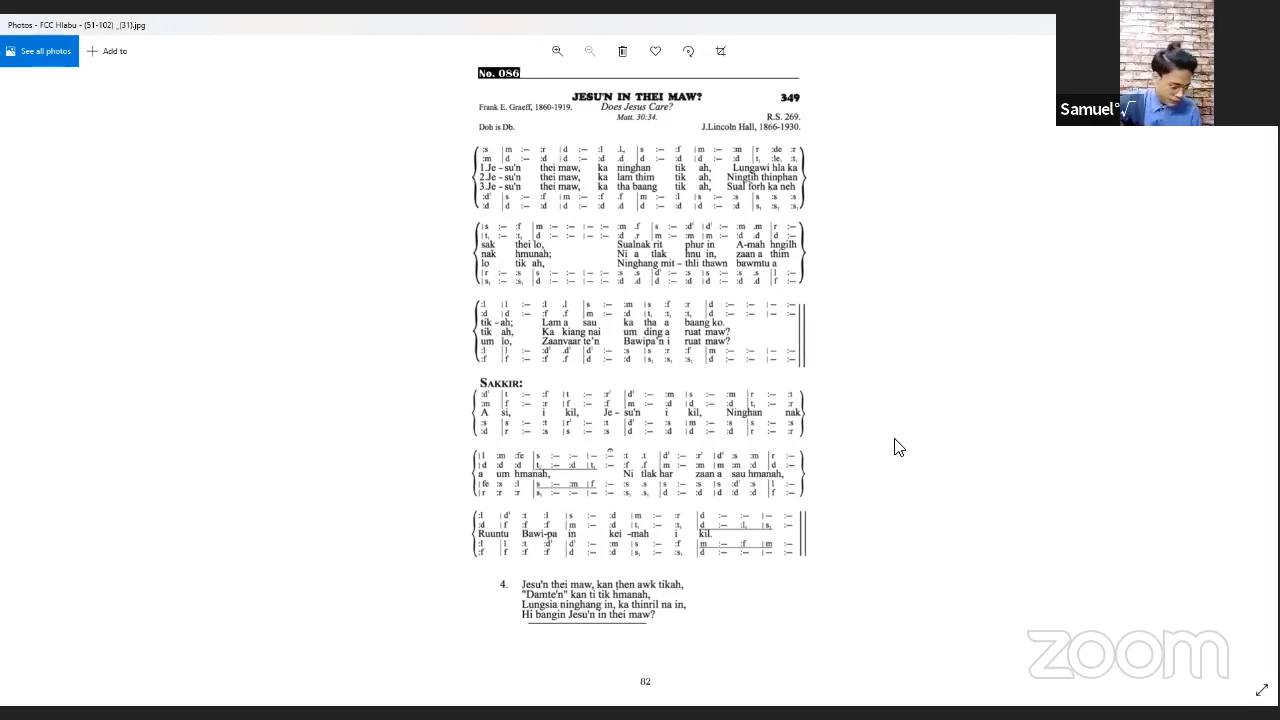 Photos - FCC Hlabu - (51-102) _(31).jpg
See all photos
Add to
Samuel°√
No. 086
JESU'N IN THEI MAW? 349
Frank E. Graeff, 1860-1919. Does Jesus Care?
Matt. 30:34. R.S. 269.
Doh is Db. J.Lincoln Hall, 1866-1930.
:s |m :– :r |d :– :l .l, |s :– :f |m :– :m |r :de :r
:m |d :– :d |d :– :d .d |d :– :d |d :– :d |t, :le, :t,
1.Je - su'n thei maw, ka ninghan tik ah, Lungawi hla ka
2.Je - su'n thei maw, ka lam thim tik ah, Ningtih thinphan
3.Je - su'n thei maw, ka tha baang tik ah, Sual forh ka neh
:d' |s :– :f |m :– :f .f |m :– :l |s :– :s |s :s :s
:d |d :– :d |d :– :d .d |d :– :d |d :– :d |s, :s, :s,
|s :– :f |m :– :– |– :– :m .f |s :– :d' |d' :– :m .m |r :–
|t, :– :t, |d :– :– |– :– :d .r |m :– :m |m :– :d .d |d :–
sak thei lo, Sualnak rit phur in A-mah hngilh
nak hmunah; Ni a tlak hnu in, zaan a thim
lo tik ah, Ninghang mit - thli thawn bawmtu a
|r :– :s |s :– :– |– :– :s .s |d' :– :s |s :– :s .s |l :–
|s, :– :s, |d :– :– |– :– :d .d |d :– :d |d :– :d .d |f :–
:l |l :– :l .l |s :– :m |s :f :r |d :– :– |– :–
:d |d :– :f .f |m :– :d |t, :t, :t, |d :– :– |– :–
tik - ah; Lam a sau ka tha a baang ko.
tik ah, Ka kiang nai um ding a ruat maw?
um lo, Zaanvaar te'n Bawipa'n i ruat maw?
:l |l :– :d' .d' |d' :– :s |s :r :f |m :– :– |– :–
:f |f :– :f .f |d :– :d |s, :s, :s, |d :– :– |– :–
SAKKIR:
:d' |t :– :f |t :– :r' |d' :– :m |s :– :m |r :– :t
:m |f :– :r |f :– :f |m :– :d |d :– :d |t, :– :r
A si, i kil, Je - su'n i kil, Ninghan nak
:s |s :– :t |r' :– :t |d' :– :s |m :– :s |s :– :s
:d |r :– :s |s :– :s |d :– :d |d :– :d |r :– :r
|l :m :fe |s :– :– |– :– :t .t |d' :– :r' |d' :s :m |r :–
|d :d :d |t, :– :d |t, :– :f .f |m :– :m |m :m :d |d :–
a um hmanah, Ni tlak har zaan a sau hmanah,
|fe :s :l |s :– :m |f :– :s .s |s :– :s |s :d' :s |l :–
|r :r :r |s, :– :– |– :– :s, .s, |d :– :s |d :d :d |f :–
:l |d' :t :l |s :– :d |m :– :r |d :– :– |– :–
:d |f :f :f |m :– :d |t, :– :t, |d :– :l, |s, :–
Ruuntu Bawi-pa in kei -mah i kil.
:l |l :t :d' |d' :– :m |s :– :f |m :– :f |m :–
:f |f :f :f |d :– :d |s, :– :s, |d :– :– |– :–
4. Jesu'n thei maw, kan then awk tikah,
"Damte'n" kan ti tik hmanah,
Lungsia ninghang in, ka thinril na in,
Hi bangin Jesu'n in thei maw?
82
zoom